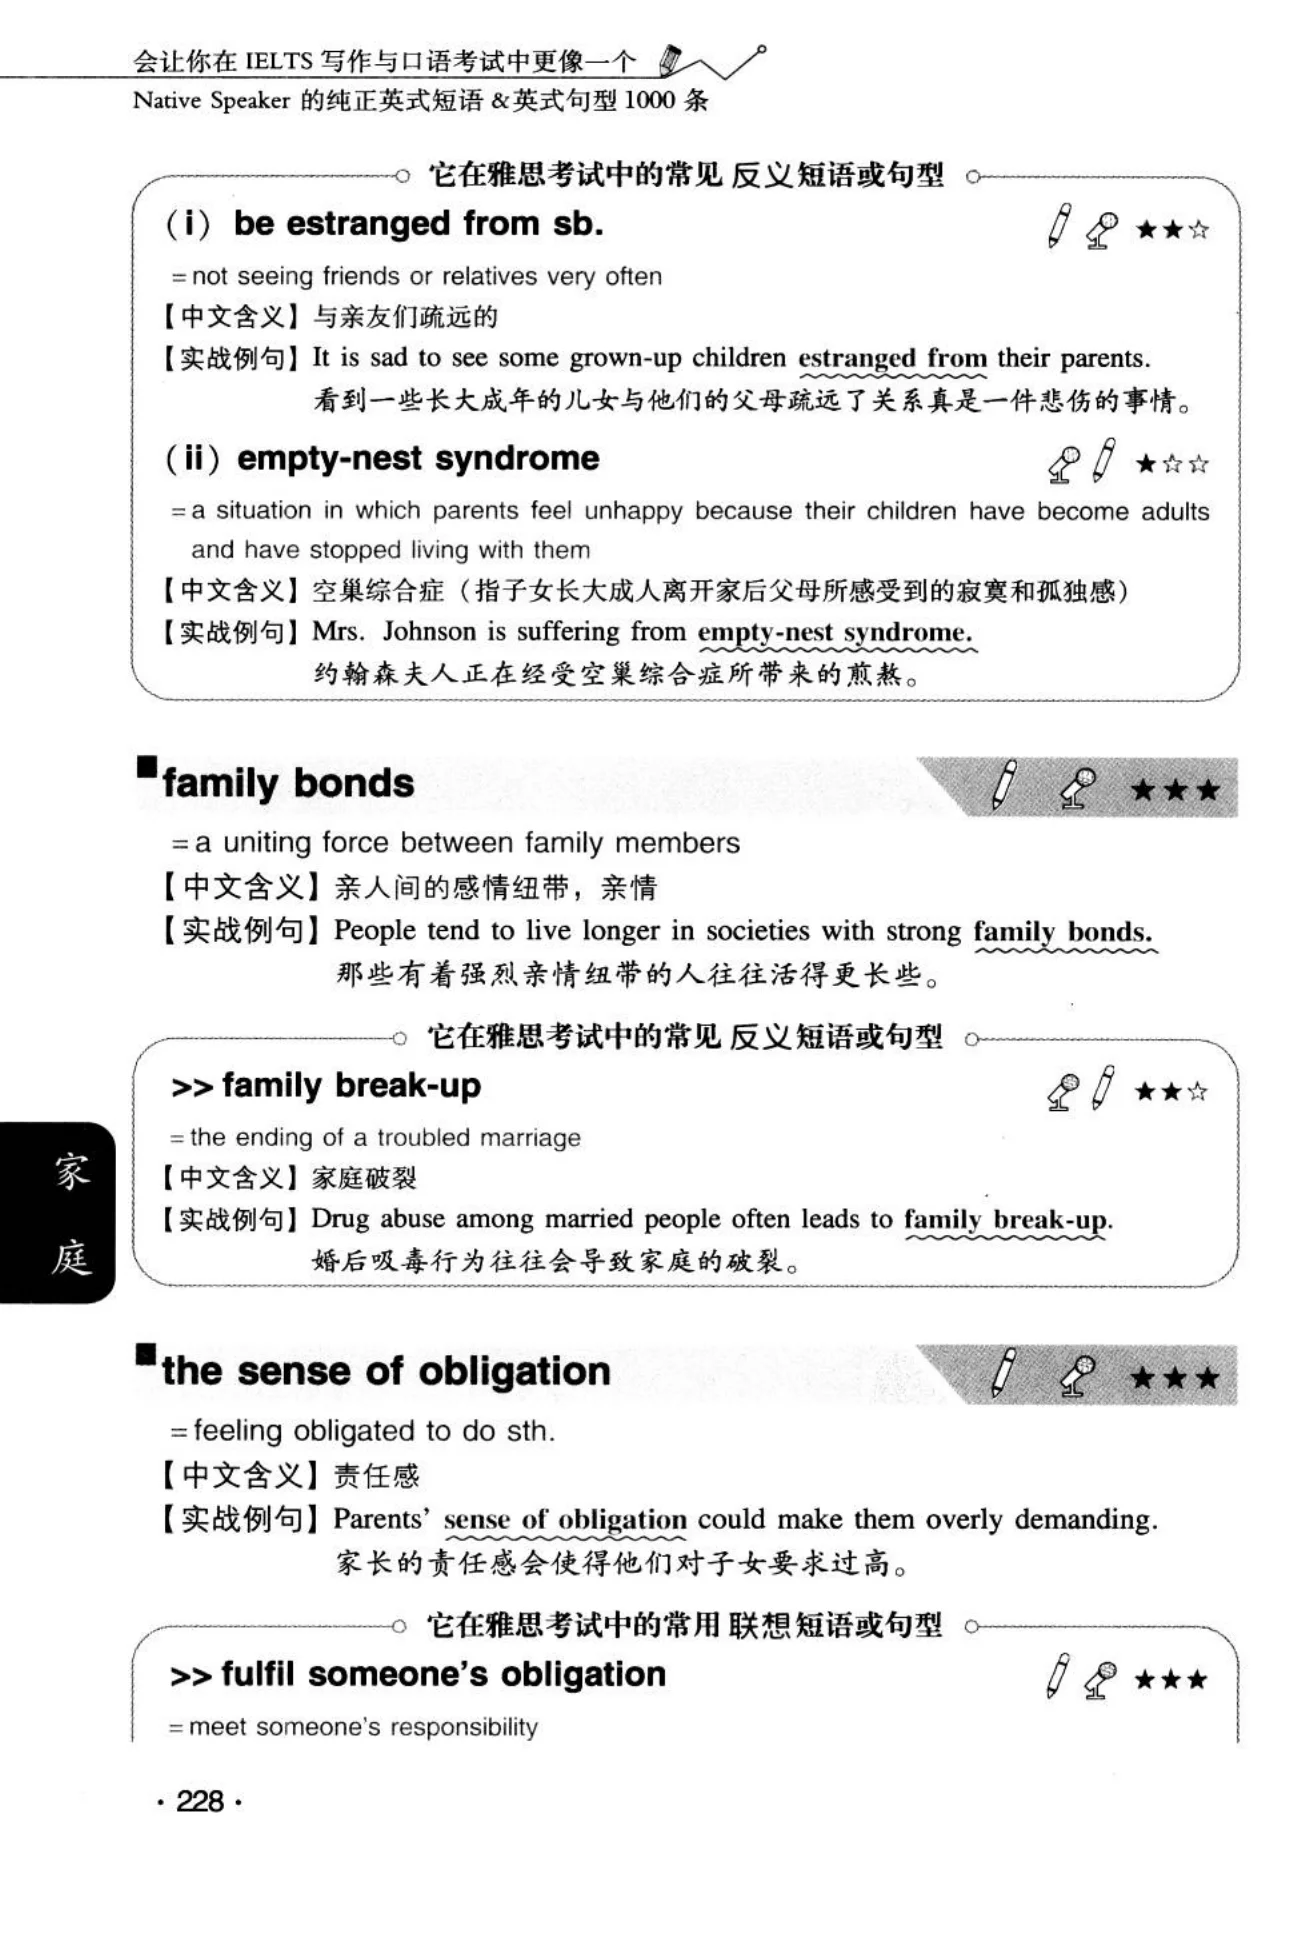 会让你在 IELTS 写作与口语考试中更像一个
Native Speaker 的纯正英式短语 & 英式句型 1000 条
它在雅思考试中的常见 反义短语或句型
(i) be estranged from sb. ★★☆
= not seeing friends or relatives very often
【中文含义】与亲友们疏远的
【实战例句】It is sad to see some grown-up children estranged from their parents.
看到一些长大成年的儿女与他们的父母疏远了关系真是一件悲伤的事情。
(ii) empty-nest syndrome ★☆☆
= a situation in which parents feel unhappy because their children have become adults
and have stopped living with them
【中文含义】空巢综合症（指子女长大成人离开家后父母所感受到的寂寞和孤独感）
【实战例句】Mrs. Johnson is suffering from empty-nest syndrome.
约翰森夫人正在经受空巢综合症所带来的煎熬。
■family bonds ★★★
= a uniting force between family members
【中文含义】亲人间的感情纽带，亲情
【实战例句】People tend to live longer in societies with strong family bonds.
那些有着强烈亲情纽带的人往往活得更长些。
它在雅思考试中的常见 反义短语或句型
>> family break-up ★★☆
= the ending of a troubled marriage
【中文含义】家庭破裂
【实战例句】Drug abuse among married people often leads to family break-up.
婚后吸毒行为往往会导致家庭的破裂。
家
庭
■the sense of obligation ★★★
= feeling obligated to do sth.
【中文含义】责任感
【实战例句】Parents' sense of obligation could make them overly demanding.
家长的责任感会使得他们对子女要求过高。
它在雅思考试中的常用 联想短语或句型
>> fulfil someone's obligation ★★★
= meet someone's responsibility
· 228 ·